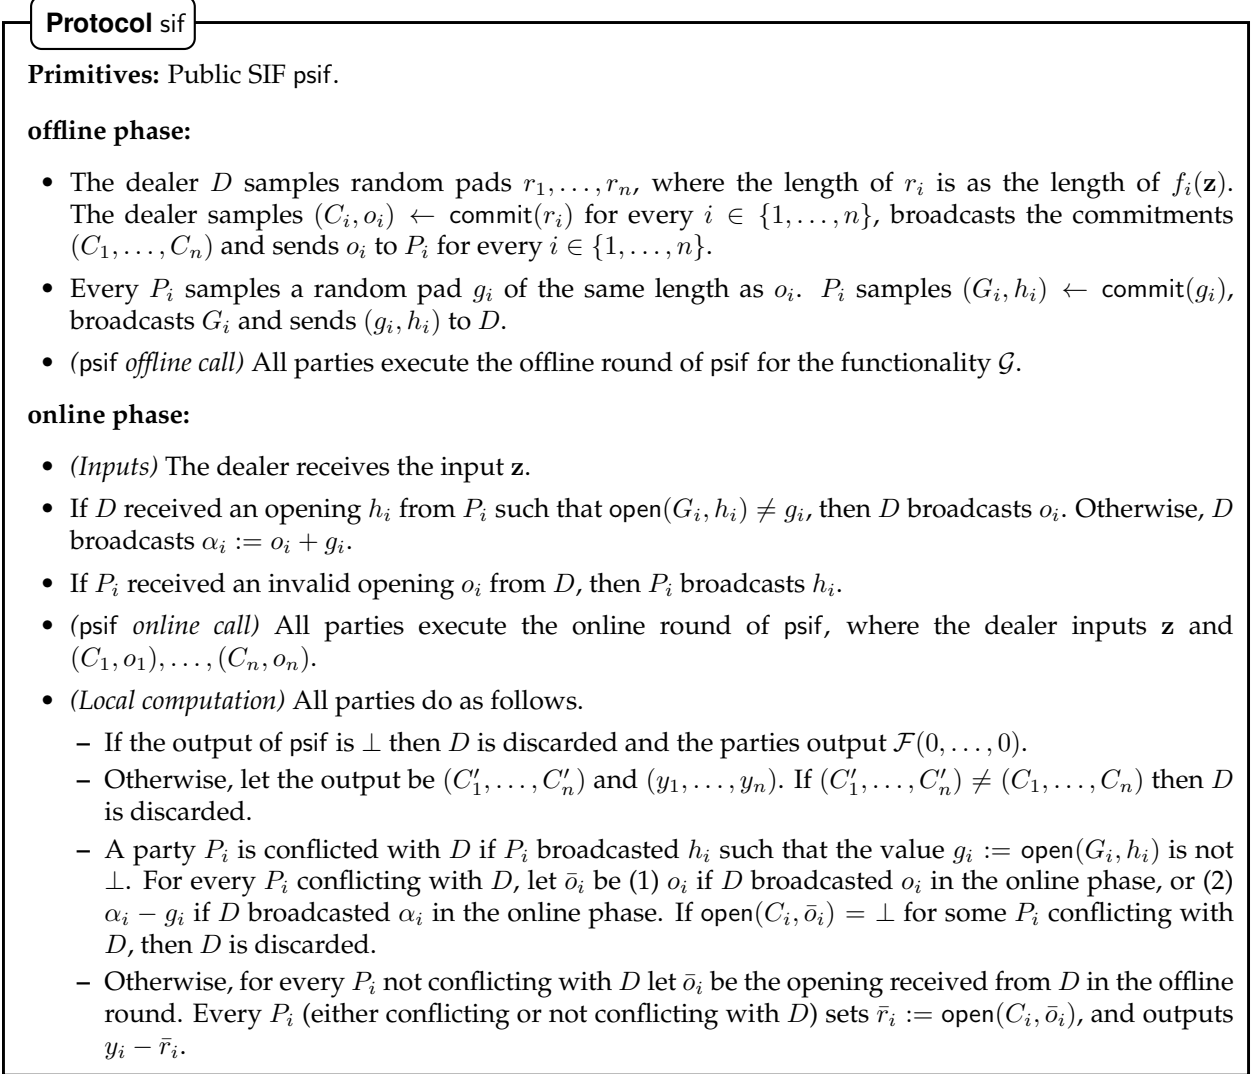 Protocol sif
Primitives: Public SIF psif.
offline phase:
• The dealer D samples random pads r₁, . . . , rₙ, where the length of rᵢ is as the length of fᵢ(𝐳).
The dealer samples (Cᵢ, oᵢ) ← commit(rᵢ) for every i ∈ {1, . . . , n}, broadcasts the commitments
(C₁, . . . , Cₙ) and sends oᵢ to Pᵢ for every i ∈ {1, . . . , n}.
• Every Pᵢ samples a random pad gᵢ of the same length as oᵢ. Pᵢ samples (Gᵢ, hᵢ) ← commit(gᵢ),
broadcasts Gᵢ and sends (gᵢ, hᵢ) to D.
• (psif offline call) All parties execute the offline round of psif for the functionality 𝒢.
online phase:
• (Inputs) The dealer receives the input 𝐳.
• If D received an opening hᵢ from Pᵢ such that open(Gᵢ, hᵢ) ≠ gᵢ, then D broadcasts oᵢ. Otherwise, D
broadcasts αᵢ := oᵢ + gᵢ.
• If Pᵢ received an invalid opening oᵢ from D, then Pᵢ broadcasts hᵢ.
• (psif online call) All parties execute the online round of psif, where the dealer inputs 𝐳 and
(C₁, o₁), . . . , (Cₙ, oₙ).
• (Local computation) All parties do as follows.
– If the output of psif is ⊥ then D is discarded and the parties output ℱ(0, . . . , 0).
– Otherwise, let the output be (C′₁, . . . , C′ₙ) and (y₁, . . . , yₙ). If (C′₁, . . . , C′ₙ) ≠ (C₁, . . . , Cₙ) then D
is discarded.
– A party Pᵢ is conflicted with D if Pᵢ broadcasted hᵢ such that the value gᵢ := open(Gᵢ, hᵢ) is not
⊥. For every Pᵢ conflicting with D, let ōᵢ be (1) oᵢ if D broadcasted oᵢ in the online phase, or (2)
αᵢ − gᵢ if D broadcasted αᵢ in the online phase. If open(Cᵢ, ōᵢ) = ⊥ for some Pᵢ conflicting with
D, then D is discarded.
– Otherwise, for every Pᵢ not conflicting with D let ōᵢ be the opening received from D in the offline
round. Every Pᵢ (either conflicting or not conflicting with D) sets r̄ᵢ := open(Cᵢ, ōᵢ), and outputs
yᵢ − r̄ᵢ.